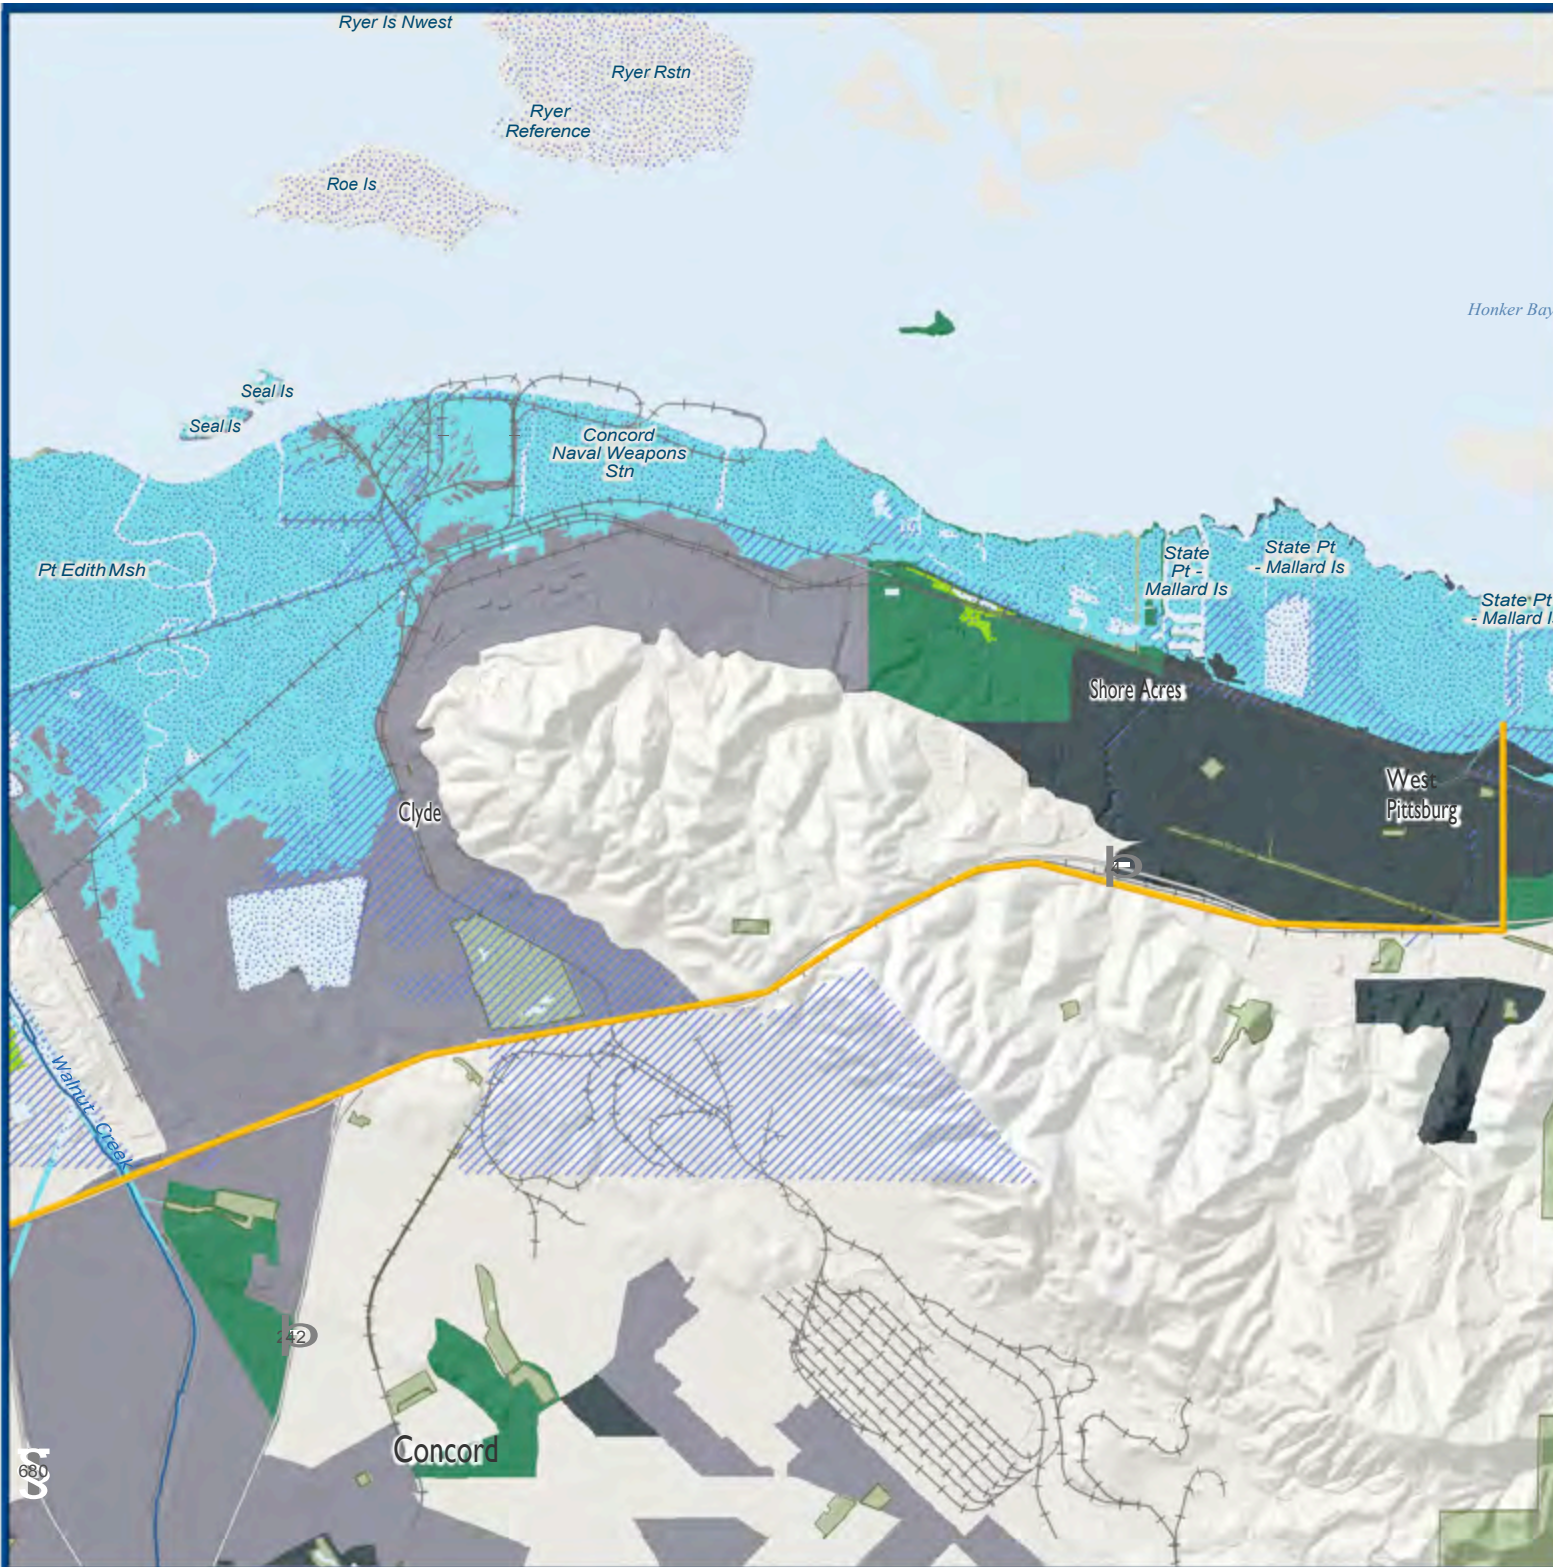 Ryer Is Nwest
Ryer Rstn
Ryer
Reference
Roe Is
Honker Bay
Seal Is
Seal Is
Concord
Naval Weapons
Stn
Pt Edith Msh
State
Pt -
Mallard Is
State Pt
- Mallard Is
State Pt
- Mallard I
Shore Acres
West
Pittsburg
Clyde
Walnut Creek
242
Concord
680